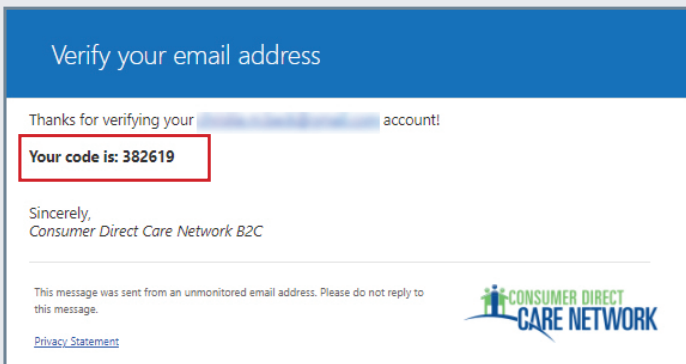 Verify your email address
Thanks for verifying your account!
Your code is: 382619
Sincerely,
Consumer Direct Care Network B2C
This message was sent from an unmonitored email address. Please do not reply to
this message.
Privacy Statement
CONSUMER DIRECT
CARE NETWORK